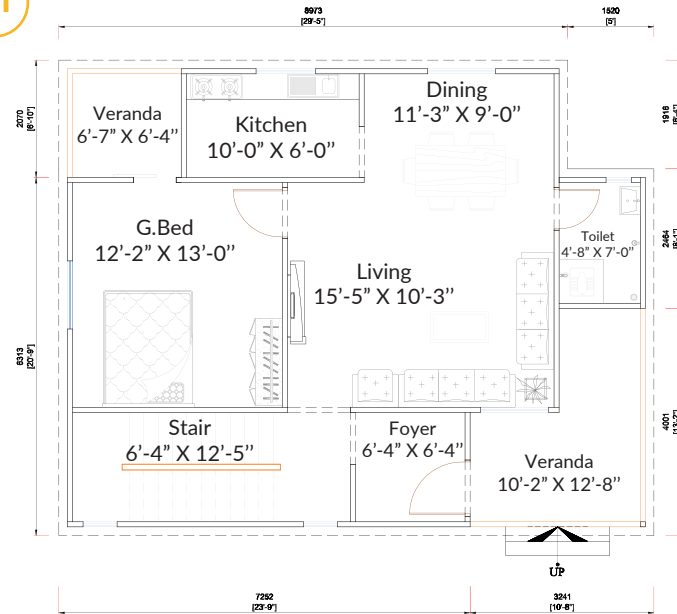 8973
[29'-5"]
1520
[5']
2070
[6'-10"]
6313
[20'-9"]
Veranda
6'-7" X 6'-4"
Kitchen
10'-0" X 6'-0"
Dining
11'-3" X 9'-0"
G.Bed
12'-2" X 13'-0"
Living
15'-5" X 10'-3"
Toilet
4'-8" X 7'-0"
Stair
6'-4" X 12'-5"
Foyer
6'-4" X 6'-4"
Veranda
10'-2" X 12'-8"
2464
[8'-1"]
4001
UP
7252
[23'-9"]
3241
[10'-8"]